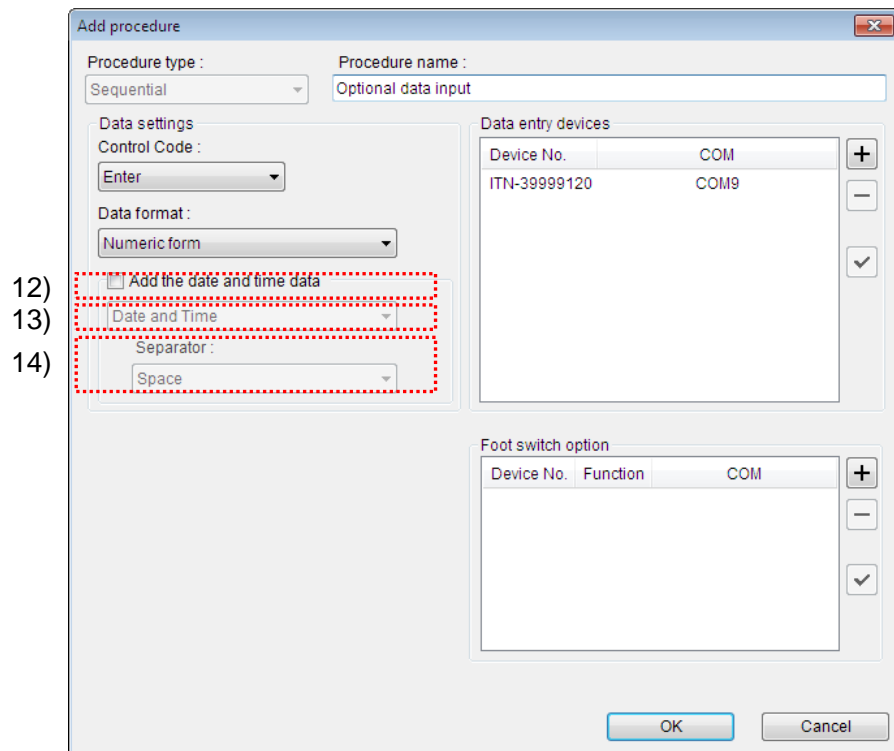 Add procedure
Procedure type :
Procedure name :
Sequential
Optional data input
Data settings
Control Code :
Enter
Data format :
Numeric form
12)
Add the date and time data
13)
Date and Time
14)
Separator :
Space
Data entry devices
Device No. COM
ITN-39999120 COM9
Foot switch option
Device No. Function COM
OK
Cancel